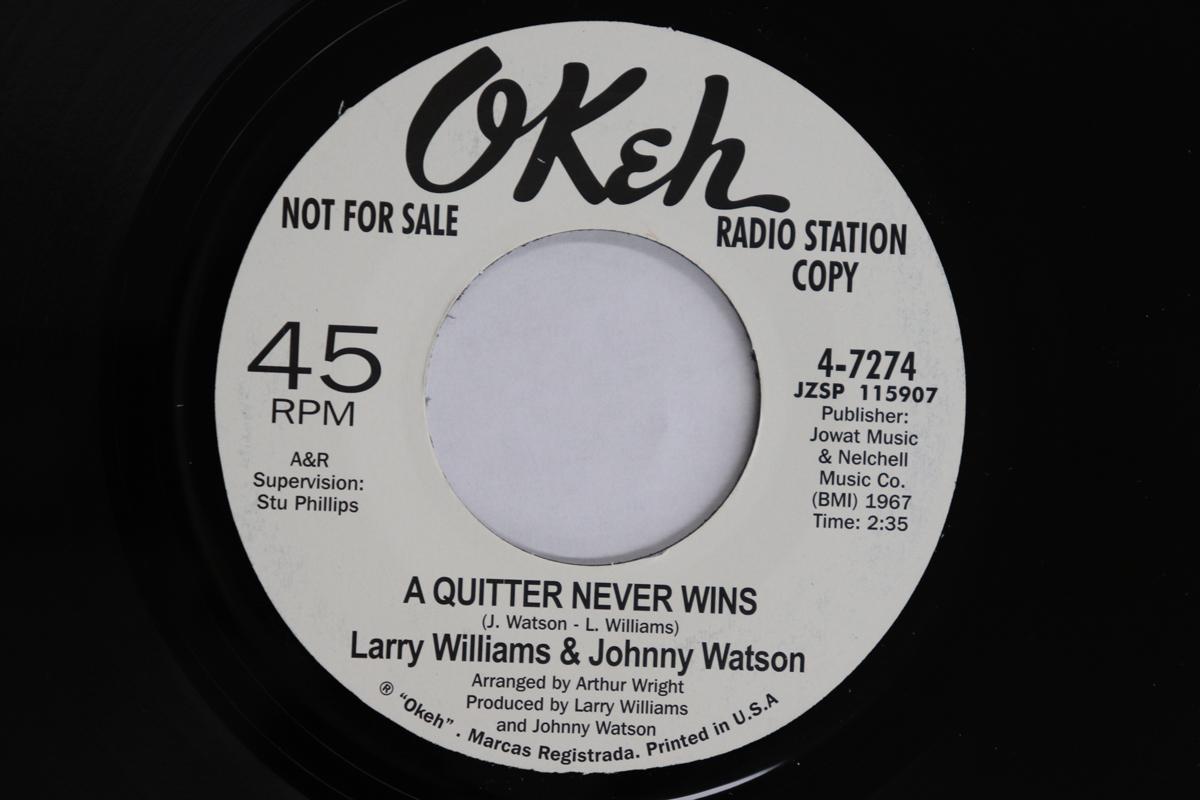 OKeh
NOT FOR SALE
RADIO STATION
COPY
45
RPM
A&R
Supervision:
Stu Phillips
4-7274
JZSP 115907
Publisher:
Jowat Music
& Nelchell
Music Co.
(BMI) 1967
Time: 2:35
A QUITTER NEVER WINS
(J. Watson - L. Williams)
Larry Williams & Johnny Watson
Arranged by Arthur Wright
Produced by Larry Williams
and Johnny Watson
® "Okeh". Marcas Registrada. Printed in U.S.A